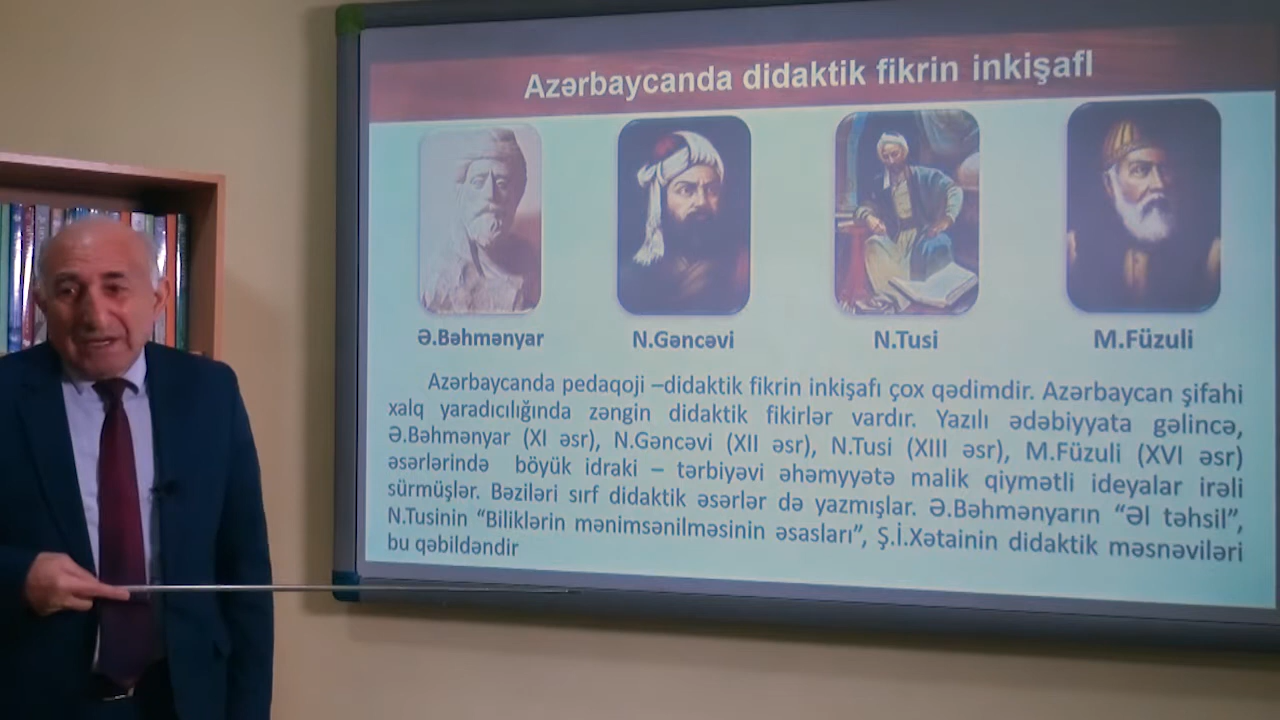 Azərbaycanda didaktik fikrin inkişafl
Ə.Bəhmənyar
N.Gəncəvi
N.Tusi
M.Füzuli
Azərbaycanda pedaqoji –didaktik fikrin inkişafı çox qədimdir. Azərbaycan şifahi
xalq yaradıcılığında zəngin didaktik fikirlər vardır. Yazılı ədəbiyyata gəlincə,
Ə.Bəhmənyar (XI əsr), N.Gəncəvi (XII əsr), N.Tusi (XIII əsr), M.Füzuli (XVI əsr)
əsərlərində böyük idraki – tərbiyəvi əhəmyyətə malik qiymətli ideyalar irəli
sürmüşlər. Bəziləri sırf didaktik əsərlər də yazmışlar. Ə.Bəhmənyarın “Əl təhsil”,
N.Tusinin “Biliklərin mənimsənilməsinin əsasları”, Ş.İ.Xətainin didaktik məsnəviləri
bu qəbildəndir